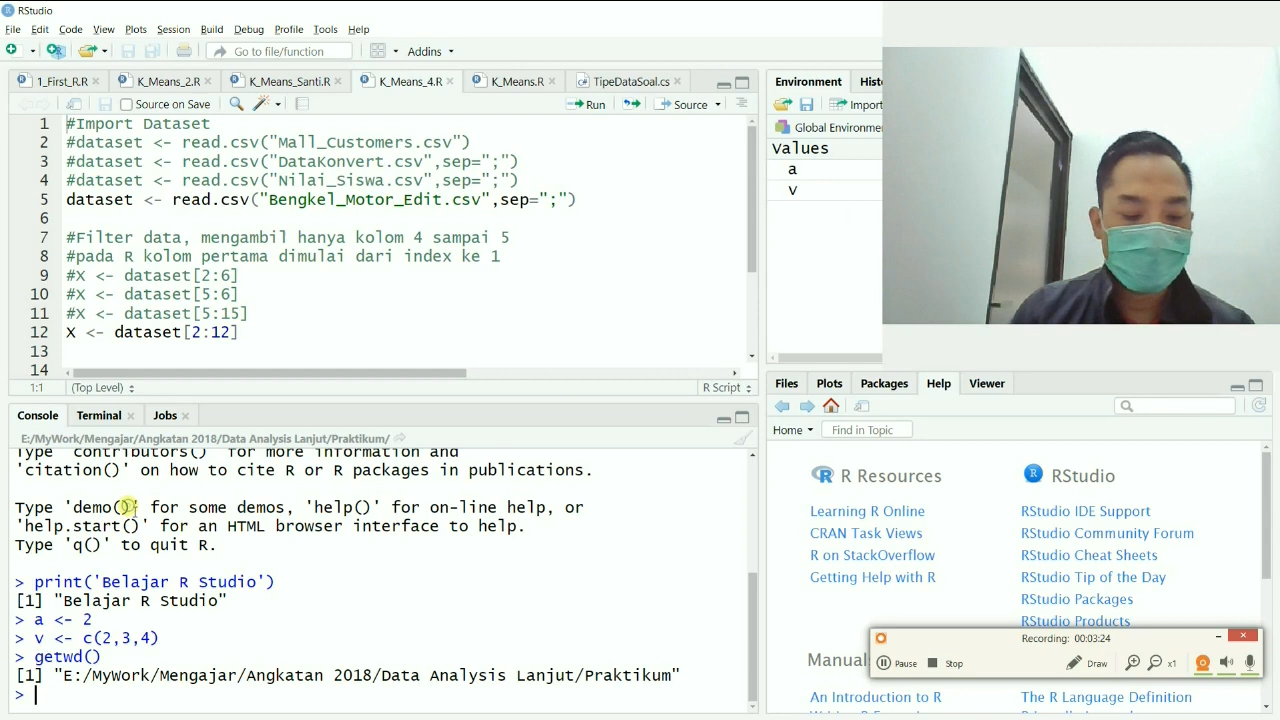 RStudio
File Edit Code View Plots Session Build Debug Profile Tools Help
Go to file/function Addins
1_First_R.R K_Means_2.R K_Means_Santi.R K_Means_4.R K_Means.R TipeDataSoal.cs
Source on Save Run Source
1 #Import Dataset
2 #dataset <- read.csv("Mall_Customers.csv")
3 #dataset <- read.csv("DataKonvert.csv",sep=";")
4 #dataset <- read.csv("Nilai_Siswa.csv",sep=";")
5 dataset <- read.csv("Bengkel_Motor_Edit.csv",sep=";")
6
7 #Filter data, mengambil hanya kolom 4 sampai 5
8 #pada R kolom pertama dimulai dari index ke 1
9 #X <- dataset[2:6]
10 #X <- dataset[5:6]
11 #X <- dataset[5:15]
12 X <- dataset[2:12]
13
14
1:1 (Top Level) R Script
Console Terminal Jobs
E:/MyWork/Mengajar/Angkatan 2018/Data Analysis Lanjut/Praktikum/
Type 'contributors()' for more information and
'citation()' on how to cite R or R packages in publications.
Type 'demo()' for some demos, 'help()' for on-line help, or
'help.start()' for an HTML browser interface to help.
Type 'q()' to quit R.
> print('Belajar R Studio')
[1] "Belajar R Studio"
> a <- 2
> v <- c(2,3,4)
> getwd()
[1] "E:/MyWork/Mengajar/Angkatan 2018/Data Analysis Lanjut/Praktikum"
>
Environment Histo
Import
Global Environme
Values
a
v
Files Plots Packages Help Viewer
Home Find in Topic
R Resources
Learning R Online
CRAN Task Views
R on StackOverflow
Getting Help with R
RStudio
RStudio IDE Support
RStudio Community Forum
RStudio Cheat Sheets
RStudio Tip of the Day
RStudio Packages
RStudio Products
Manual
An Introduction to R
The R Language Definition
Recording: 00:03:24
Pause Stop Draw x1